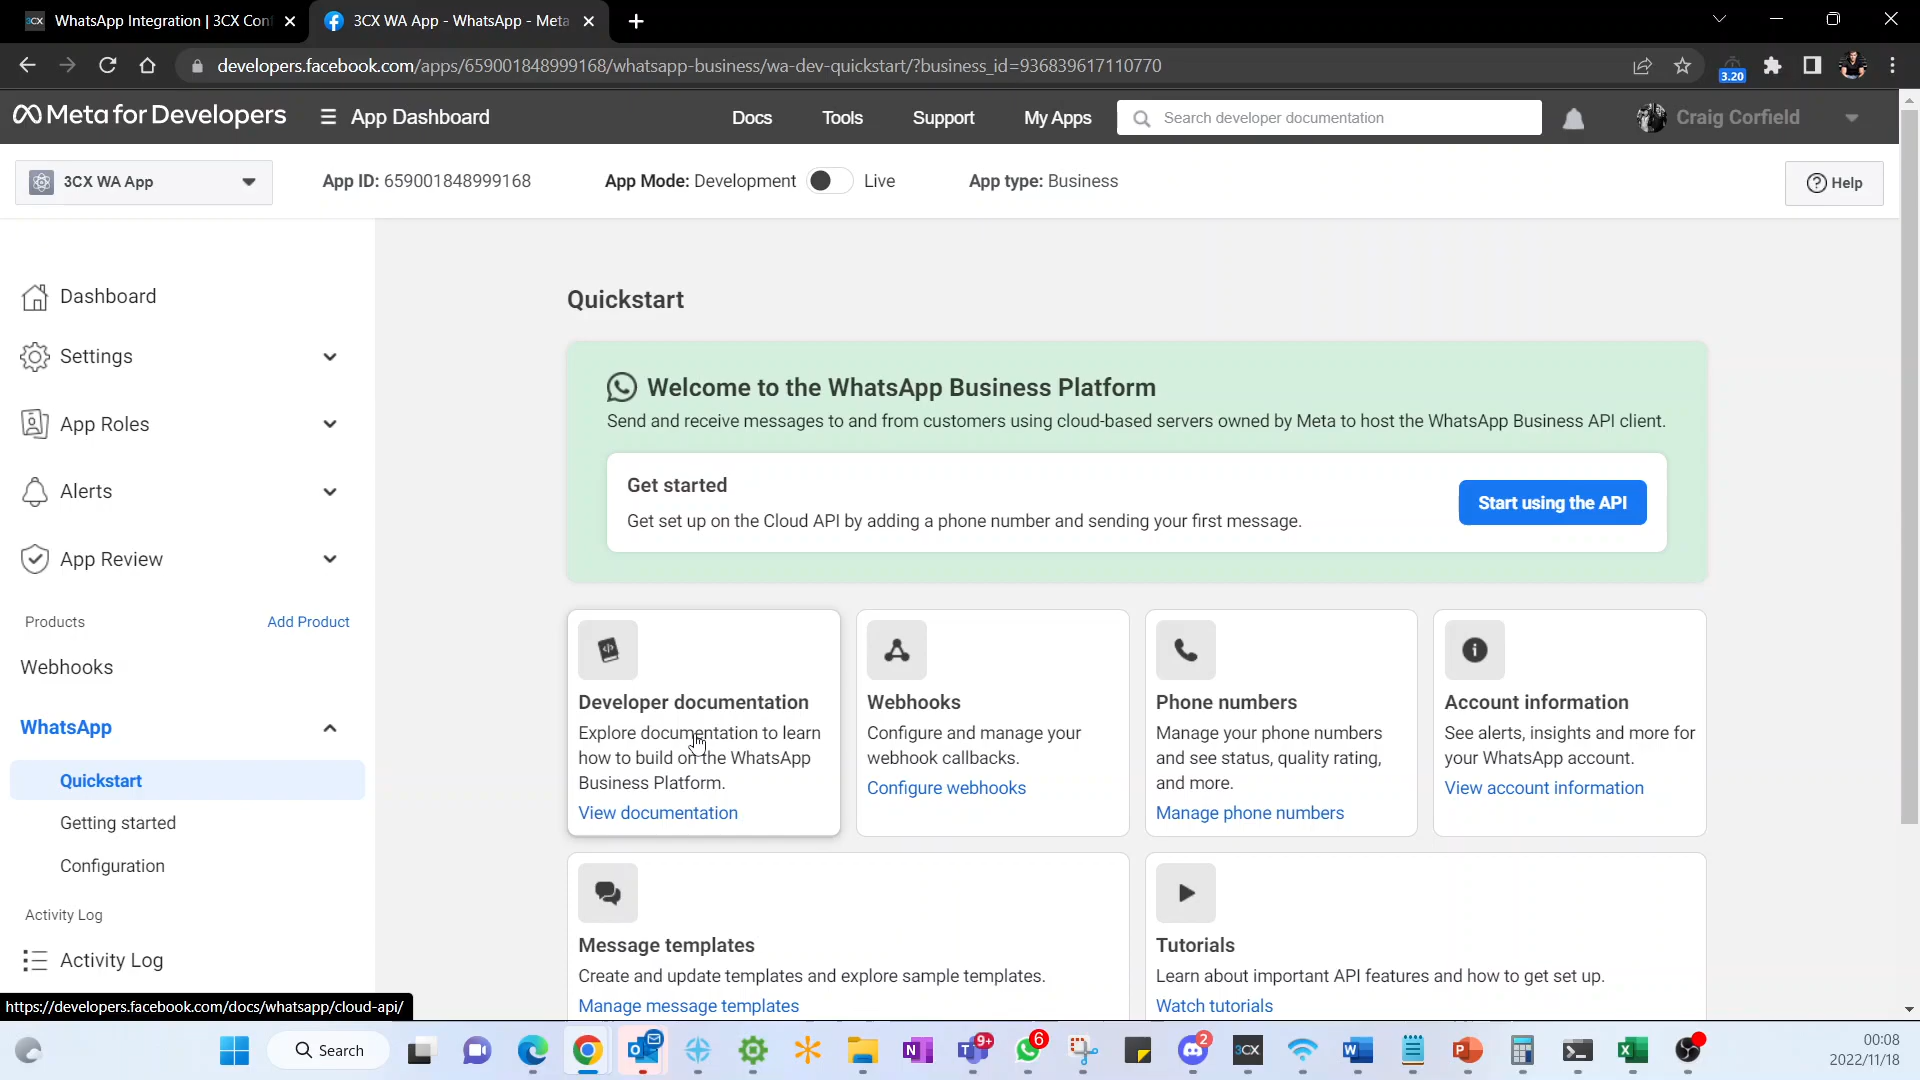 WhatsApp Integration | 3CX Con
3CX WA App - WhatsApp - Meta
developers.facebook.com/apps/659001848999168/whatsapp-business/wa-dev-quickstart/?business_id=936839617110770
3.20
Meta for Developers
App Dashboard
Docs
Tools
Support
My Apps
Search developer documentation
Craig Corfield
3CX WA App
App ID: 659001848999168
App Mode: Development
Live
App type: Business
Help
Dashboard
Settings
App Roles
Alerts
App Review
Products
Add Product
Webhooks
WhatsApp
Quickstart
Getting started
Configuration
Activity Log
Activity Log
Quickstart
Welcome to the WhatsApp Business Platform
Send and receive messages to and from customers using cloud-based servers owned by Meta to host the WhatsApp Business API client.
Get started
Get set up on the Cloud API by adding a phone number and sending your first message.
Start using the API
Developer documentation
Explore documentation to learn
how to build on the WhatsApp
Business Platform.
View documentation
Webhooks
Configure and manage your
webhook callbacks.
Configure webhooks
Phone numbers
Manage your phone numbers
and see status, quality rating,
and more.
Manage phone numbers
Account information
See alerts, insights and more for
your WhatsApp account.
View account information
Message templates
Create and update templates and explore sample templates.
Manage message templates
Tutorials
Learn about important API features and how to get set up.
Watch tutorials
https://developers.facebook.com/docs/whatsapp/cloud-api/
Search
9+
6
2
3CX
00:08
2022/11/18